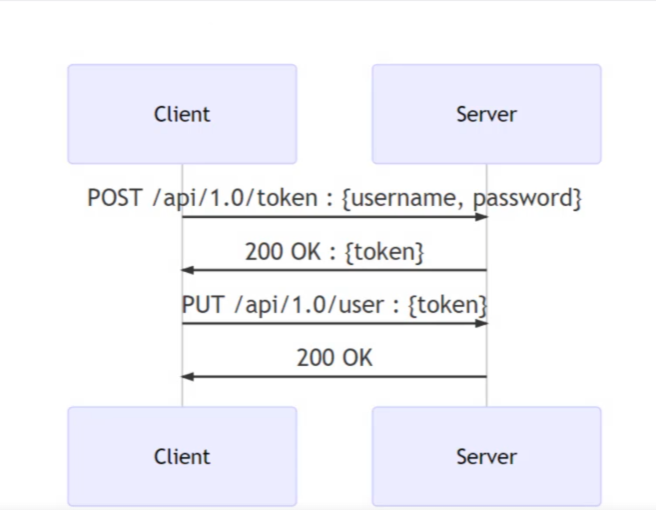 Client
Server
POST /api/1.0/token : {username, password}
200 OK : {token}
PUT /api/1.0/user : {token}
200 OK
Client
Server